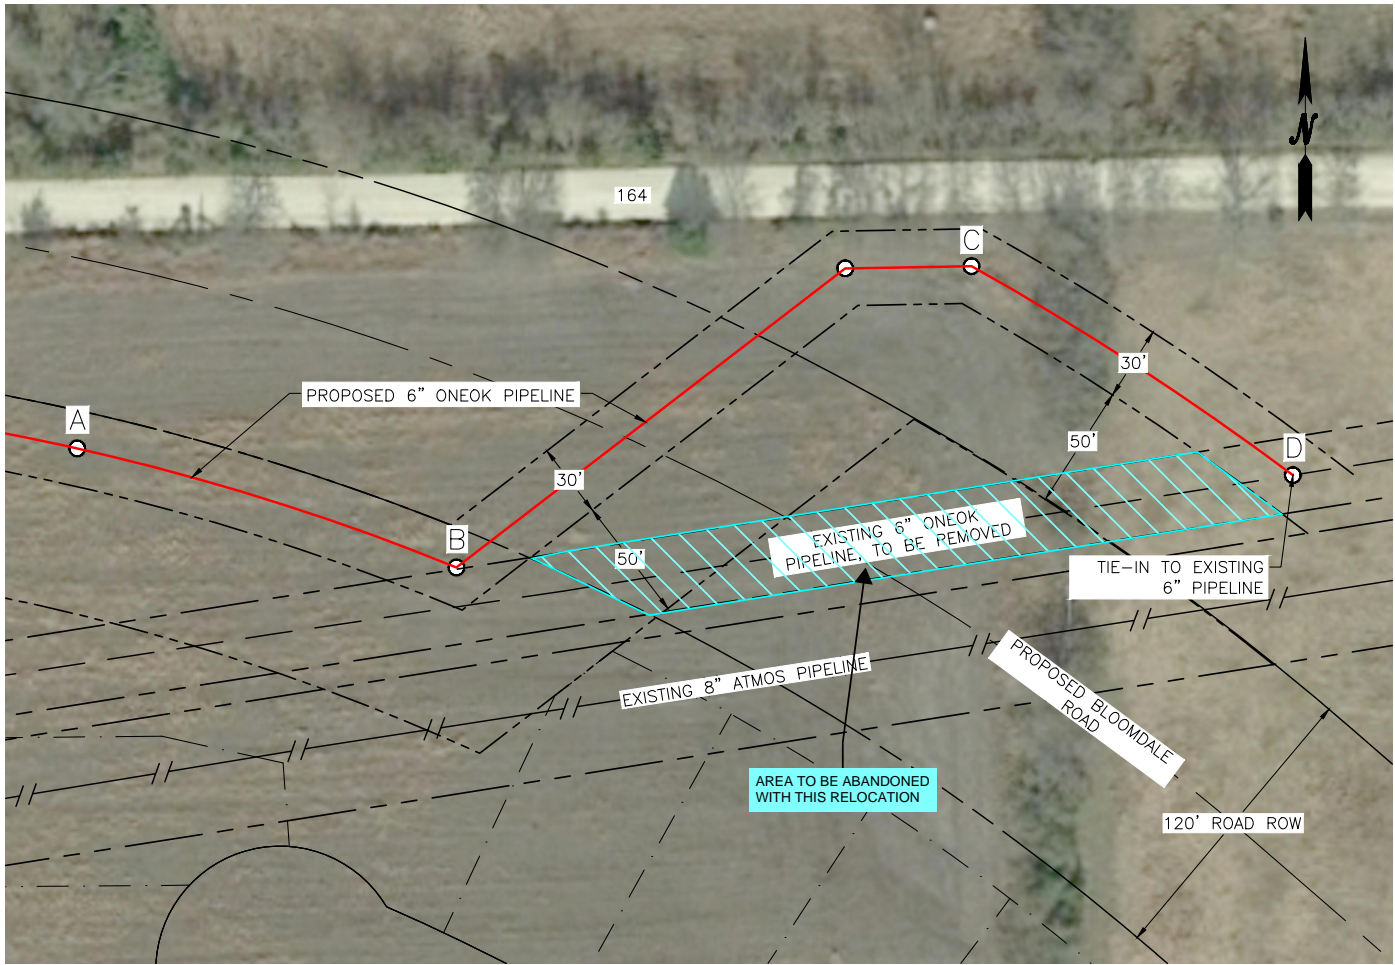 N
164
C
30'
PROPOSED 6” ONEOK PIPELINE
A
50'
D
30'
EXISTING 6” ONEOK
PIPELINE, TO BE REMOVED
B
50'
TIE-IN TO EXISTING
6” PIPELINE
PROPOSED BLOOMDALE
ROAD
EXISTING 8” ATMOS PIPELINE
AREA TO BE ABANDONED
WITH THIS RELOCATION
120' ROAD ROW